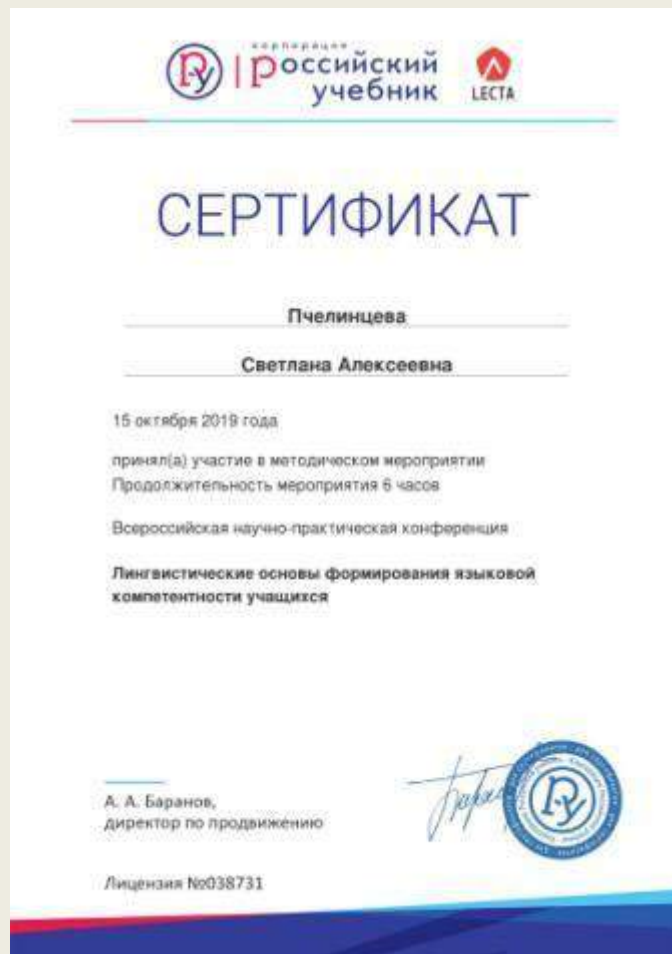 корпорация
российский
учебник
LECTA
СЕРТИФИКАТ
Пчелинцева
Светлана Алексеевна
15 октября 2019 года
принял(а) участие в методическом мероприятии
Продолжительность мероприятия 6 часов
Всероссийская научно-практическая конференция
Лингвистические основы формирования языковой
компетентности учащихся
А. А. Баранов,
директор по продвижению
Лицензия №038731